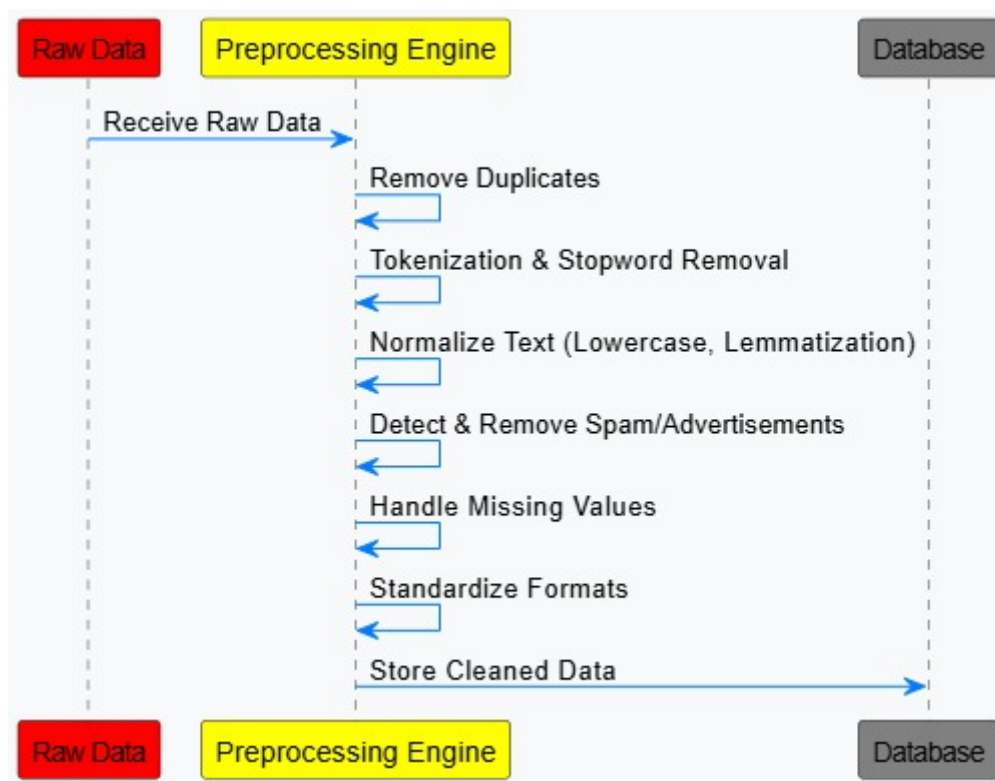 Raw Data
Preprocessing Engine
Database
Receive Raw Data
Remove Duplicates
Tokenization & Stopword Removal
Normalize Text (Lowercase, Lemmatization)
Detect & Remove Spam/Advertisements
Handle Missing Values
Standardize Formats
Store Cleaned Data
Raw Data
Preprocessing Engine
Database